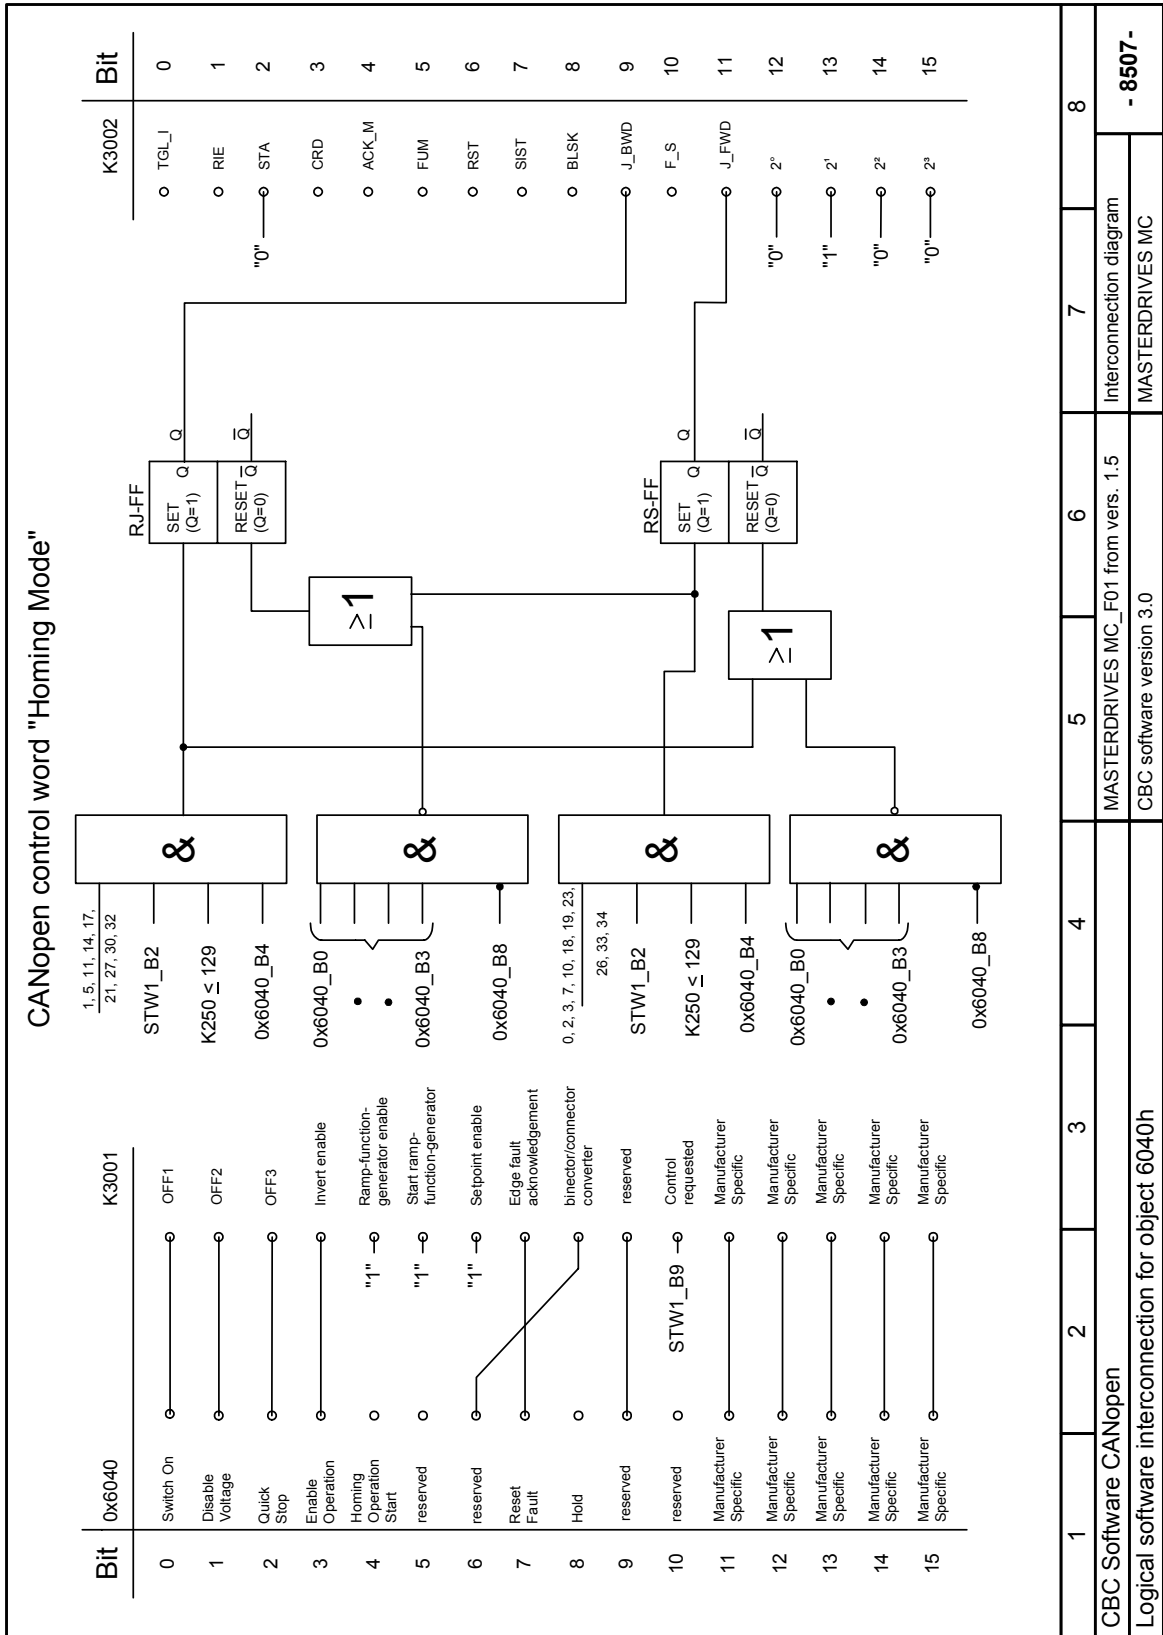 CANopen control word "Homing Mode"
Bit 0x6040 K3001
0 Switch On OFF1
1 Disable Voltage OFF2
2 Quick Stop OFF3
3 Enable Operation Invert enable
4 Homing Operation Start "1" Ramp-function-generator enable
5 reserved "1" Start ramp-function-generator
6 reserved "1" Setpoint enable
7 Reset Fault Edge fault acknowledgement
8 Hold binector/connector converter
9 reserved reserved
10 reserved STW1_B9 Control requested
11 Manufacturer Specific Manufacturer Specific
12 Manufacturer Specific Manufacturer Specific
13 Manufacturer Specific Manufacturer Specific
14 Manufacturer Specific Manufacturer Specific
15 Manufacturer Specific Manufacturer Specific
1, 5, 11, 14, 17,
21, 27, 30, 32
STW1_B2
K250 ≤ 129
0x6040_B4
&
0x6040_B0
0x6040_B3
0x6040_B8
&
0, 2, 3, 7, 10, 18, 19, 23,
26, 33, 34
STW1_B2
K250 ≤ 129
0x6040_B4
&
0x6040_B0
0x6040_B3
0x6040_B8
&
≥1
≥1
RJ-FF
SET Q Q
(Q=1)
RESET Q̅ Q̅
(Q=0)
RS-FF
SET Q Q
(Q=1)
RESET Q̅ Q̅
(Q=0)
K3002 Bit
TGL_I 0
RIE 1
"0" STA 2
CRD 3
ACK_M 4
FUM 5
RST 6
SIST 7
BLSK 8
J_BWD 9
F_S 10
J_FWD 11
"0" 2° 12
"1" 2¹ 13
"0" 2² 14
"0" 2³ 15
1 2 3 4 5 6 7 8
CBC Software CANopen
MASTERDRIVES MC_F01 from vers. 1.5
Interconnection diagram
- 8507-
Logical software interconnection for object 6040h
CBC software version 3.0
MASTERDRIVES MC